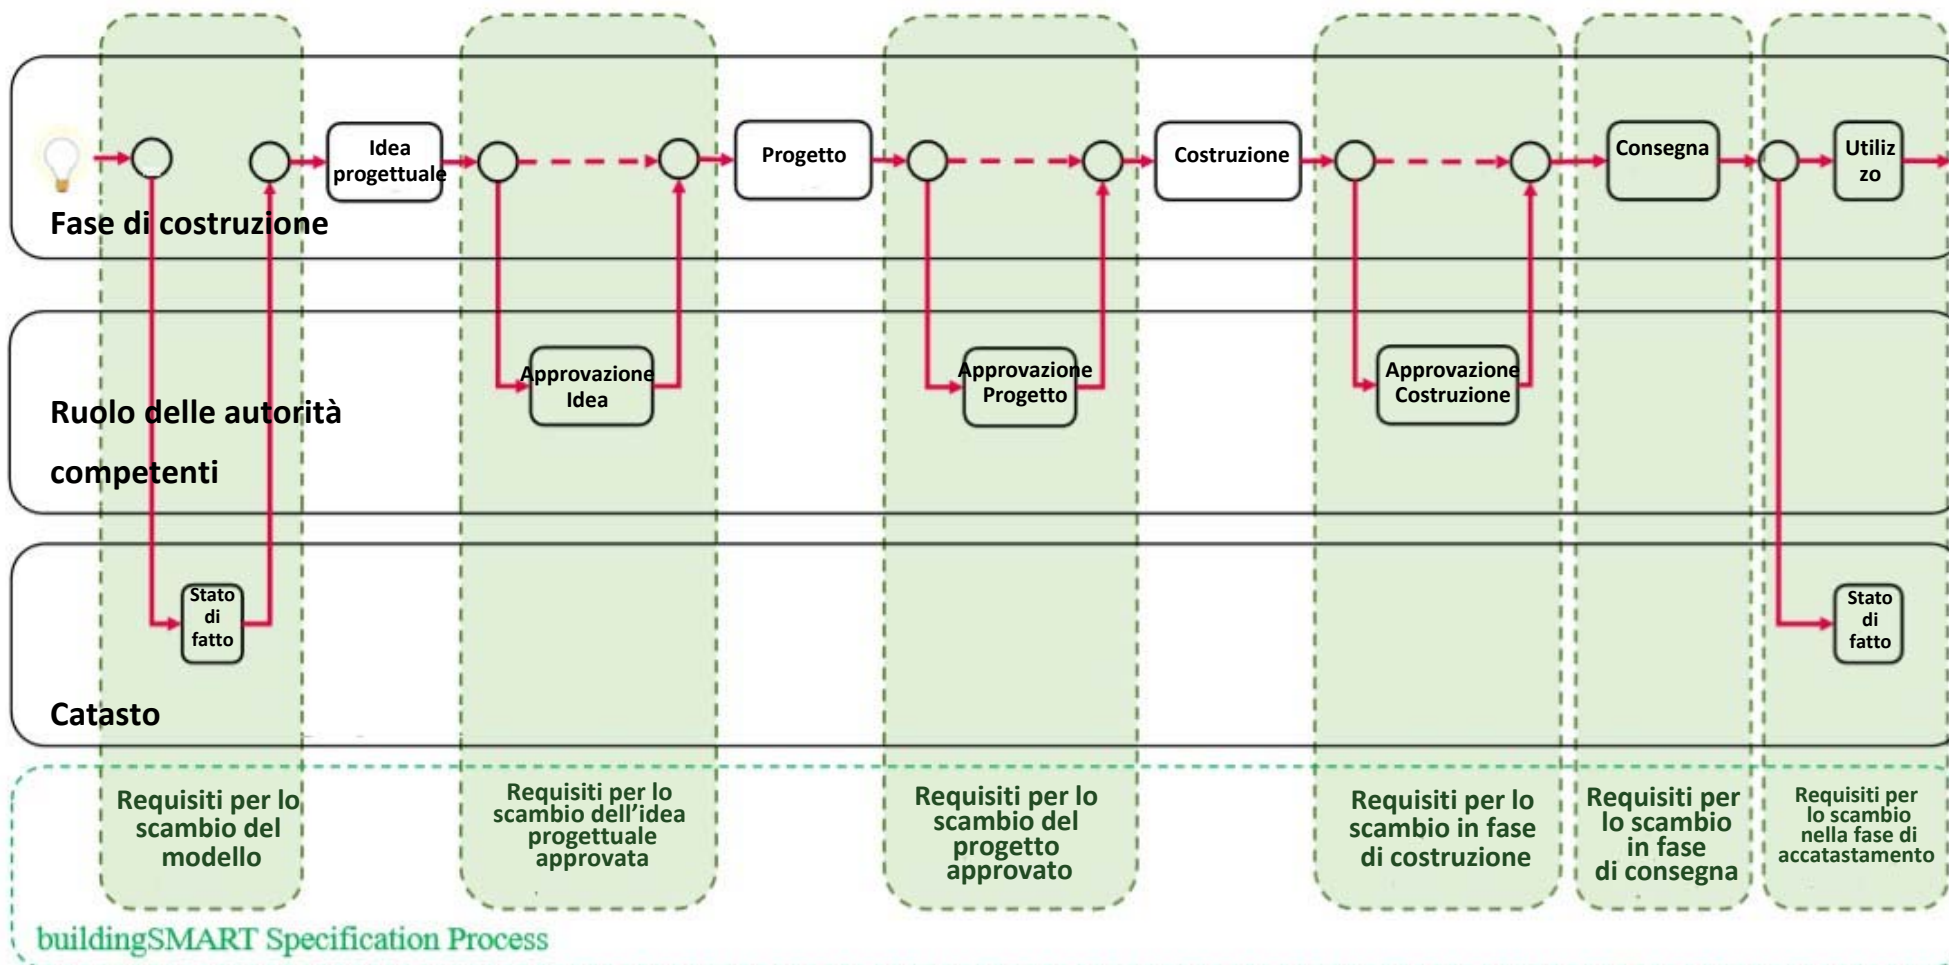 Idea
progettuale
Progetto
Costruzione
Consegna
Utiliz
zo
Fase di costruzione
Approvazione
Idea
Approvazione
Progetto
Approvazione
Costruzione
Ruolo delle autorità
competenti
Stato
di
fatto
Stato
di
fatto
Catasto
Requisiti per lo
scambio del
modello
Requisiti per lo
scambio dell’idea
progettuale
approvata
Requisiti per lo
scambio del
progetto
approvato
Requisiti per lo
scambio in fase
di costruzione
Requisiti per
lo scambio
in fase
di consegna
Requisiti per
lo scambio
nella fase di
accatastamento
buildingSMART Specification Process